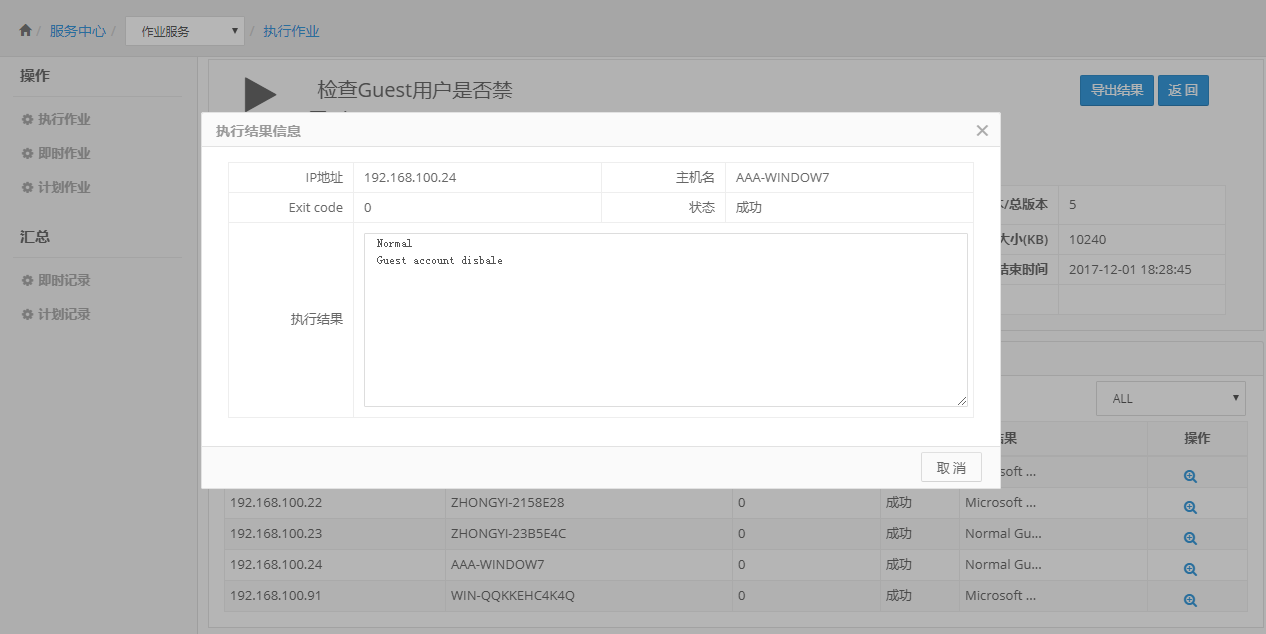 / 服务中心 / 作业服务 / 执行作业
操作
执行作业
即时作业
计划作业
汇总
即时记录
计划记录
检查Guest用户是否禁
导出结果 返 回
执行结果信息
IP地址 192.168.100.24 主机名 AAA-WINDOW7
Exit code 0 状态 成功
执行结果
Normal
Guest account disbale
取 消
/总版本 5
大小(KB) 10240
结束时间 2017-12-01 18:28:45
ALL
果 操作
soft ...
192.168.100.22 ZHONGYI-2158E28 0 成功 Microsoft ...
192.168.100.23 ZHONGYI-23B5E4C 0 成功 Normal Gu...
192.168.100.24 AAA-WINDOW7 0 成功 Normal Gu...
192.168.100.91 WIN-QQKKEHC4K4Q 0 成功 Microsoft ...